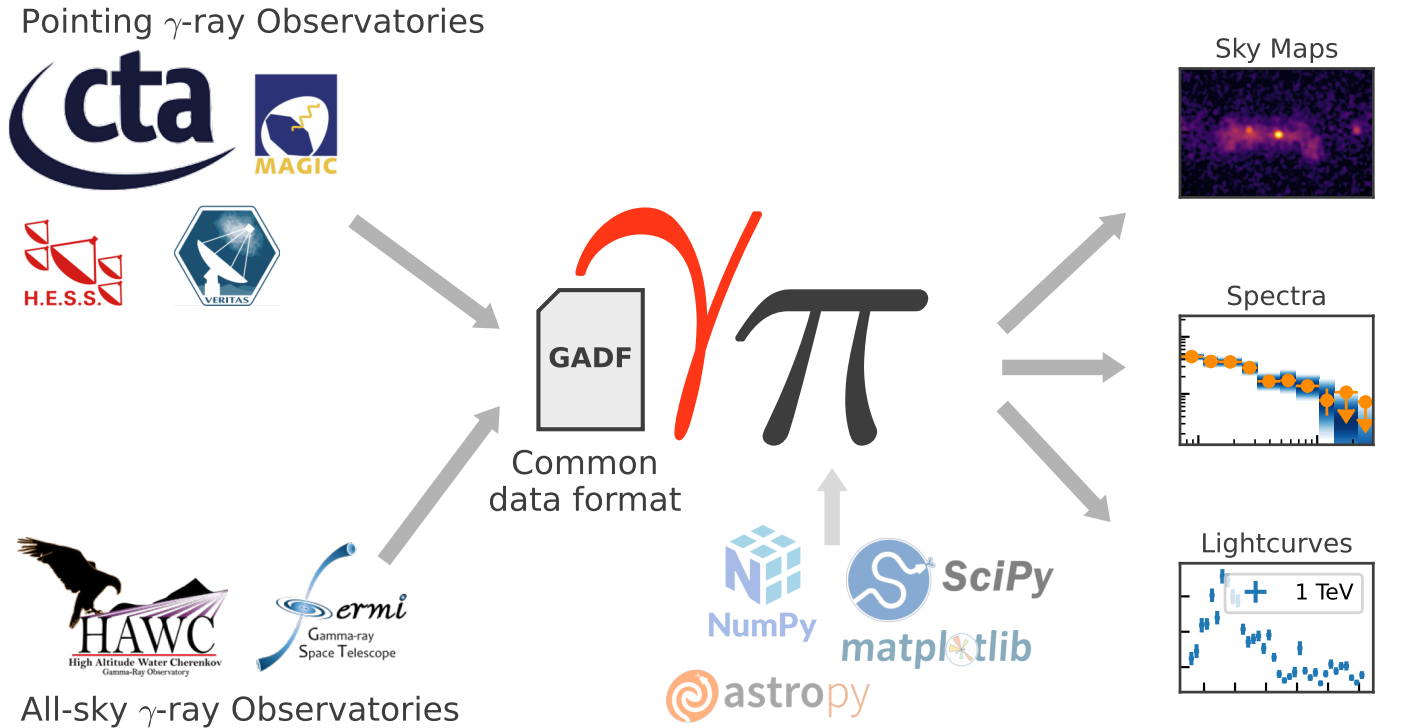 Pointing γ-ray Observatories
cta
MAGIC
H.E.S.S.
VERITAS
GADF
γπ
Common
data format
HAWC
High Altitude Water Cherenkov
Gamma-Ray Observatory
Fermi
Gamma-ray
Space Telescope
All-sky γ-ray Observatories
NumPy
SciPy
matplotlib
astropy
Sky Maps
Spectra
Lightcurves
1 TeV